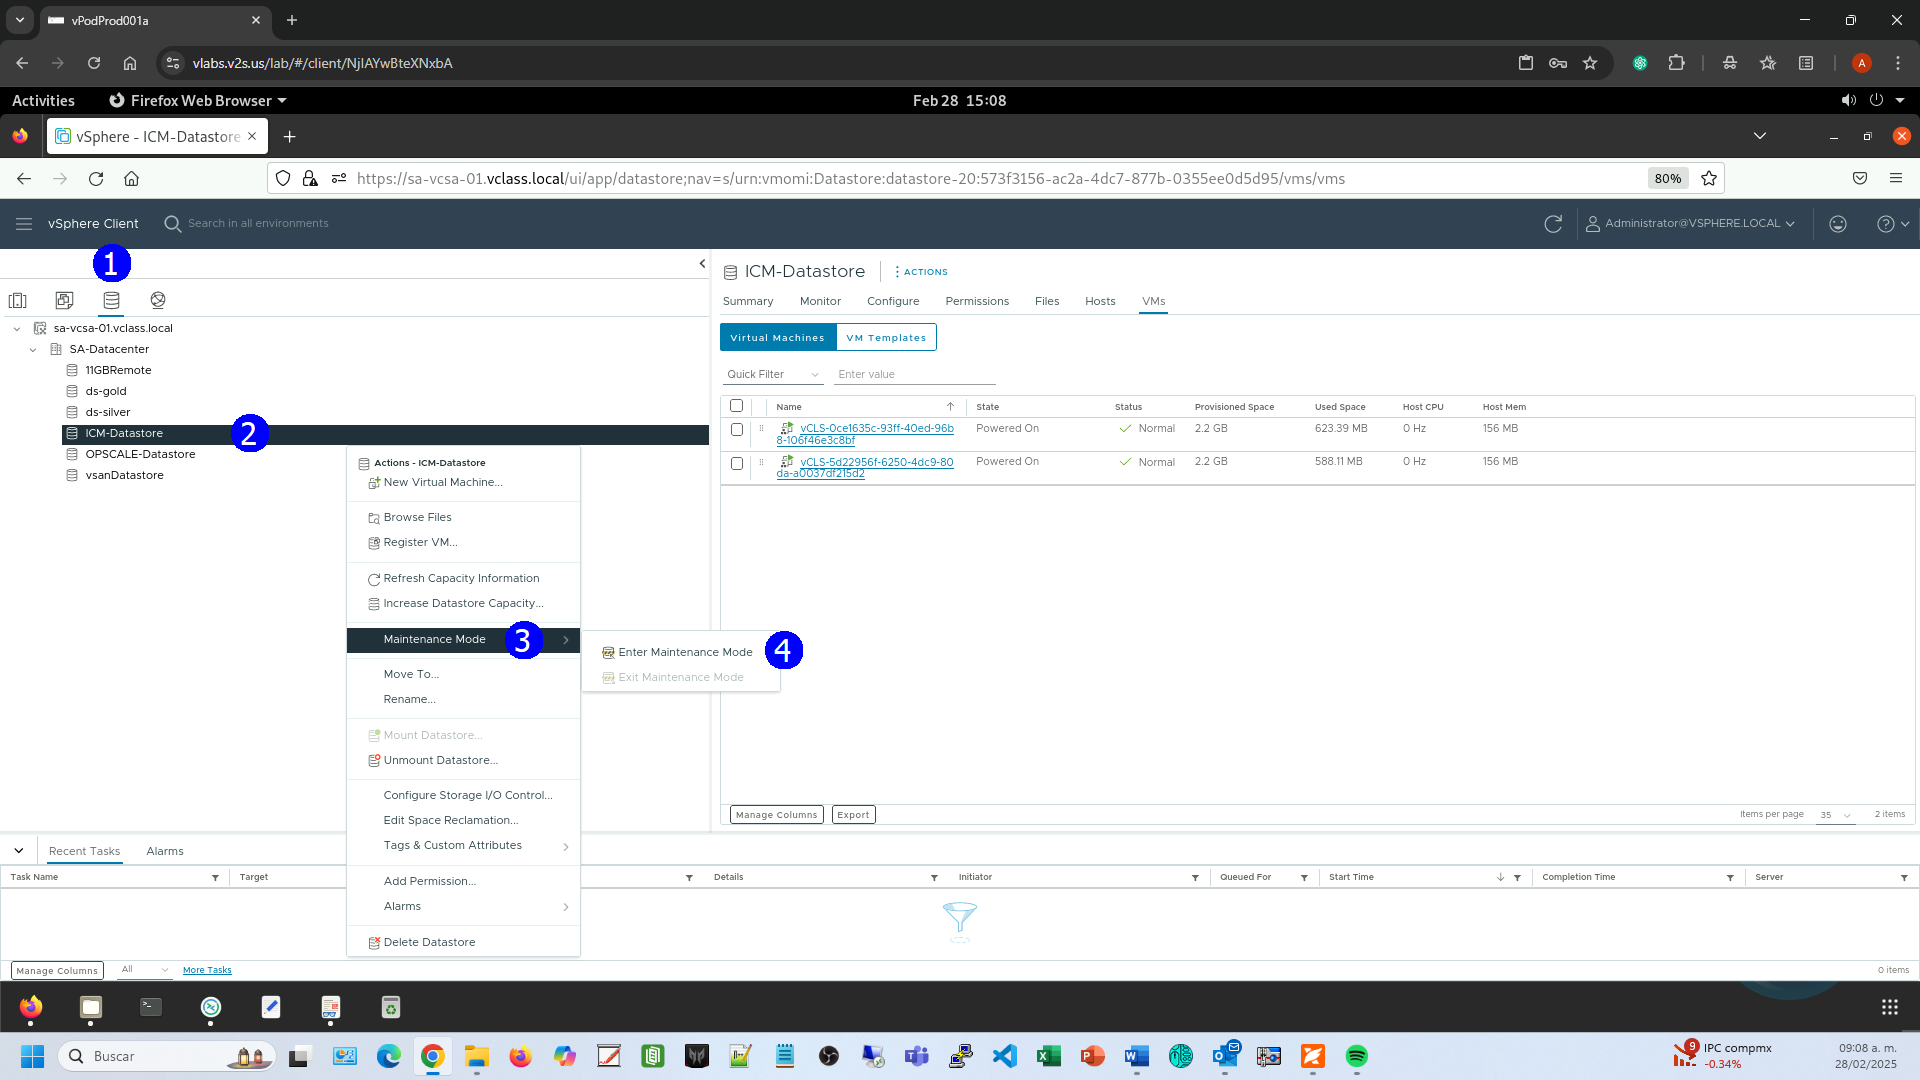 vPodProd001a
vlabs.v2s.us/lab/#/client/NjIAYwBteXNxbA
A
Activities
Firefox Web Browser
Feb 28 15:08
vSphere - ICM-Datastore
https://sa-vcsa-01.vclass.local/ui/app/datastore;nav=s/urn:vmomi:Datastore:datastore-20:573f3156-ac2a-4dc7-877b-0355ee0d5d95/vms/vms
80%
vSphere Client
Search in all environments
Administrator@VSPHERE.LOCAL
1
sa-vcsa-01.vclass.local
SA-Datacenter
11GBRemote
ds-gold
ds-silver
ICM-Datastore
2
OPSCALE-Datastore
vsanDatastore
Actions - ICM-Datastore
New Virtual Machine...
Browse Files
Register VM...
Refresh Capacity Information
Increase Datastore Capacity...
Maintenance Mode
3
Enter Maintenance Mode
4
Exit Maintenance Mode
Move To...
Rename...
Mount Datastore...
Unmount Datastore...
Configure Storage I/O Control...
Edit Space Reclamation...
Tags & Custom Attributes
Add Permission...
Alarms
Delete Datastore
ICM-Datastore
ACTIONS
Summary Monitor Configure Permissions Files Hosts VMs
Virtual Machines VM Templates
Quick Filter Enter value
Name State Status Provisioned Space Used Space Host CPU Host Mem
vCLS-0ce1635c-93ff-40ed-96b Powered On Normal 2.2 GB 623.39 MB 0 Hz 156 MB
8-106f46e3c8bf
vCLS-5d22956f-6250-4dc9-80 Powered On Normal 2.2 GB 588.11 MB 0 Hz 156 MB
da-a0037df215d2
Manage Columns Export Items per page 35 2 items
Recent Tasks Alarms
Task Name Target Details Initiator Queued For Start Time Completion Time Server
Manage Columns All More Tasks 0 items
Buscar
9
IPC compmx
-0.34%
09:08 a. m.
28/02/2025